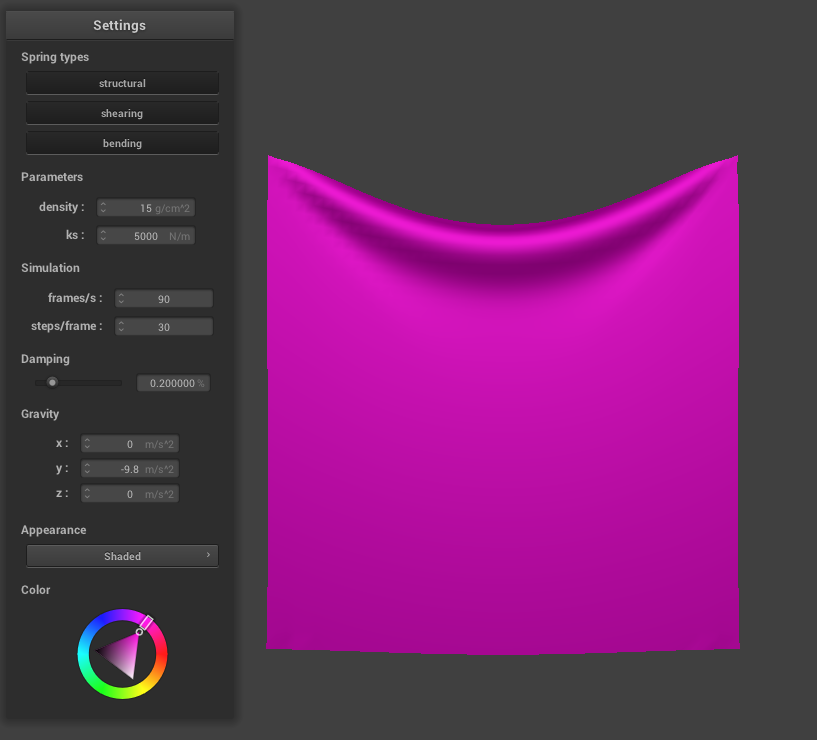 Settings
Spring types
structural
shearing
bending
Parameters
density : 15 g/cm^2
ks : 5000 N/m
Simulation
frames/s : 90
steps/frame : 30
Damping
0.200000 %
Gravity
x : 0 m/s^2
y : -9.8 m/s^2
z : 0 m/s^2
Appearance
Shaded ›
Color